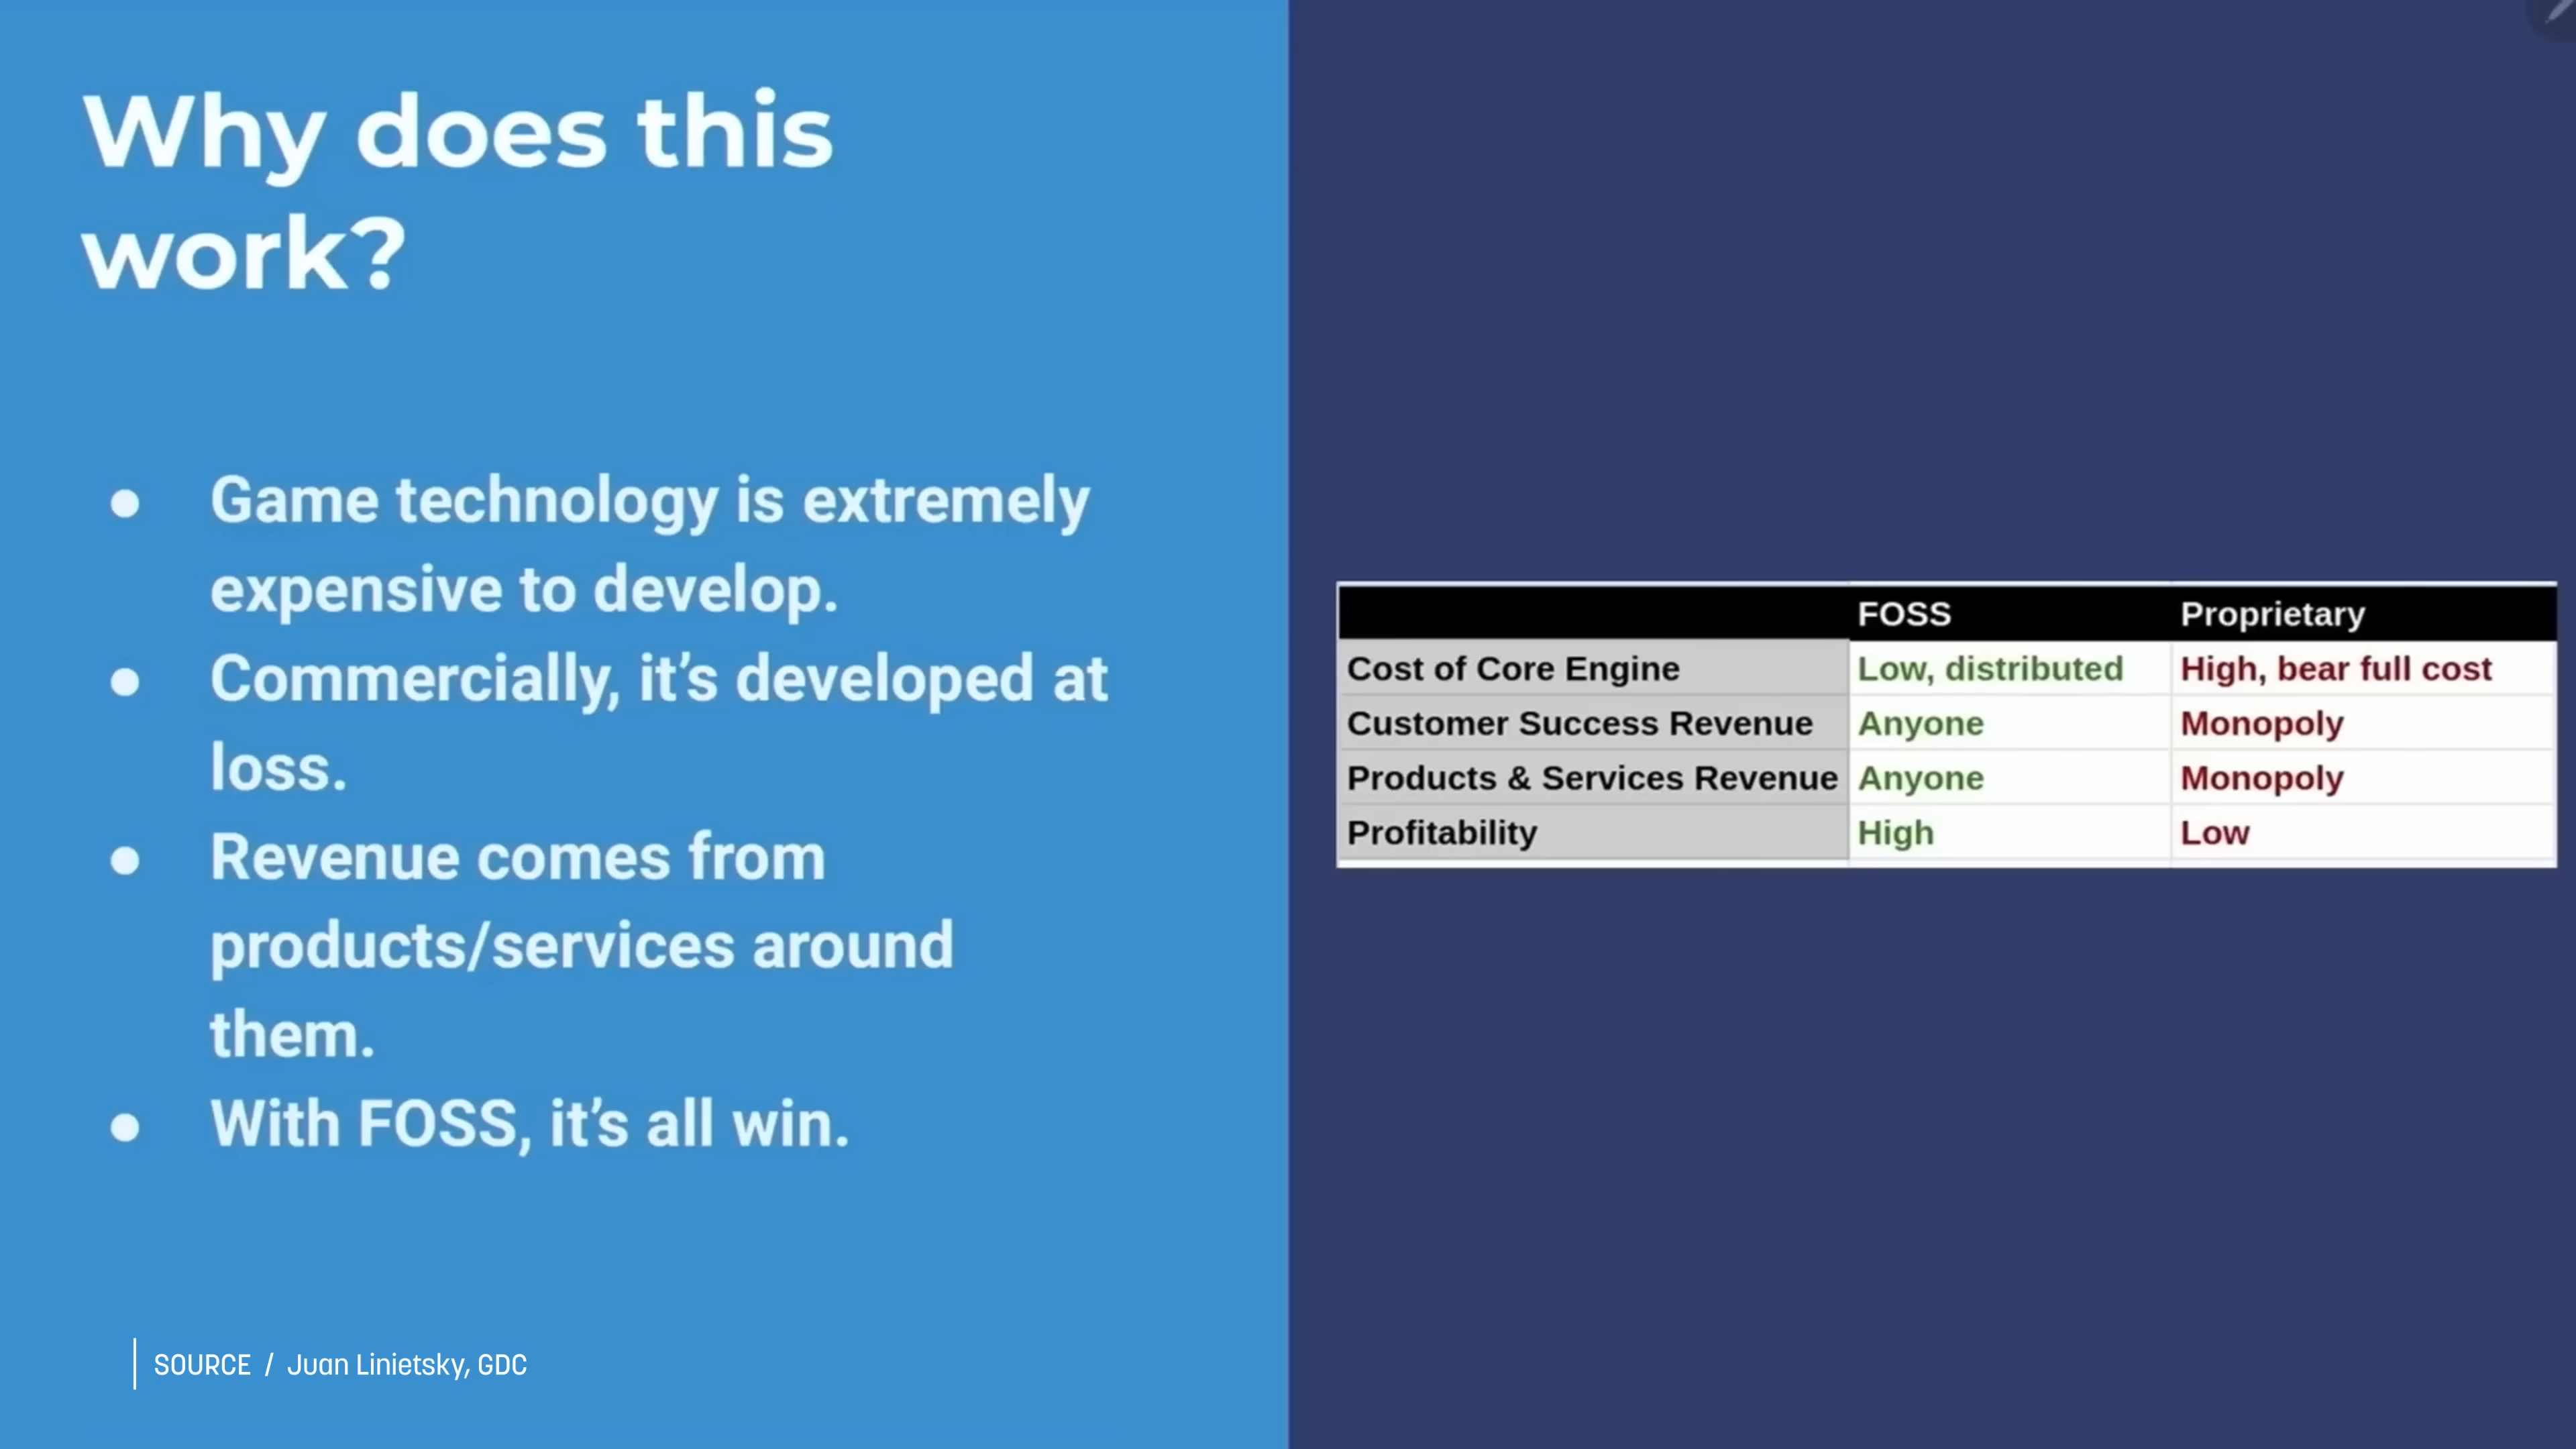 Why does this
work?
● Game technology is extremely
expensive to develop.
● Commercially, it’s developed at
loss.
● Revenue comes from
products/services around
them.
● With FOSS, it’s all win.
FOSS Proprietary
Cost of Core Engine Low, distributed High, bear full cost
Customer Success Revenue Anyone Monopoly
Products & Services Revenue Anyone Monopoly
Profitability High Low
SOURCE / Juan Linietsky, GDC